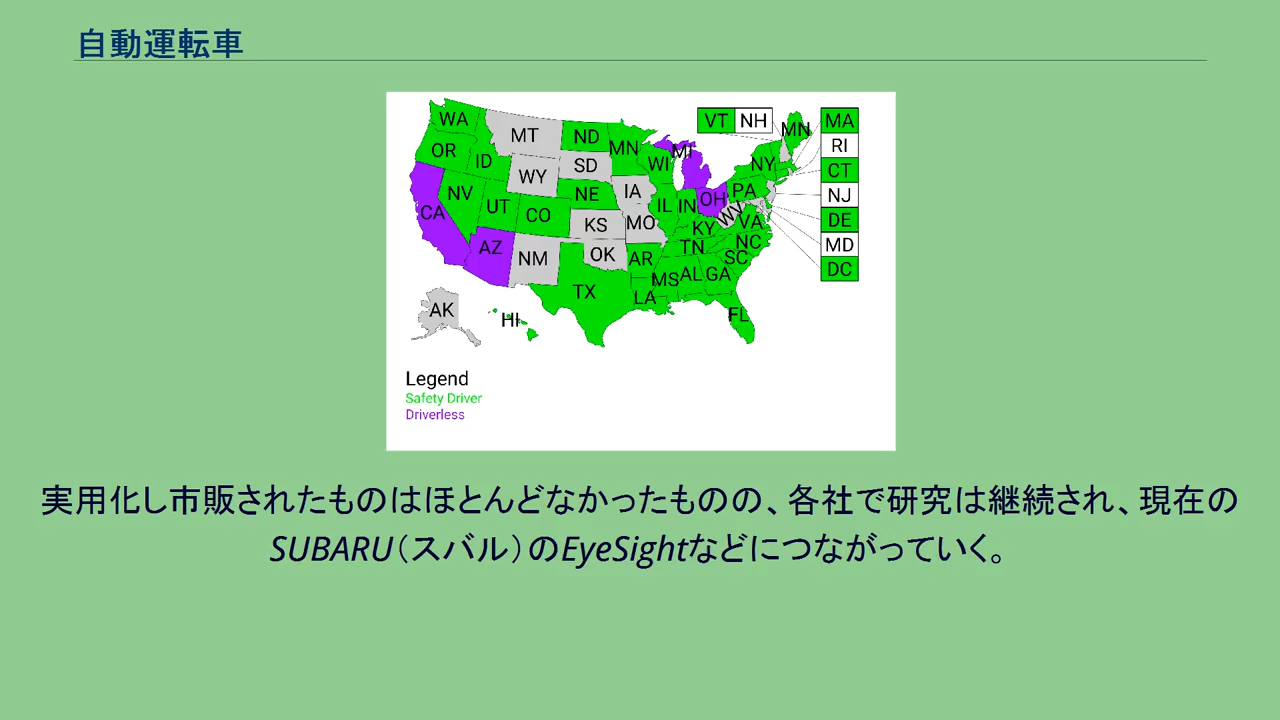 自動運転車
WA
MT
ND
MN
VT
NH
MN
MA
OR
ID
SD
WI
MI
NY
RI
WY
CT
NV
NE
IA
PA
NJ
UT
CO
IL
IN
OH
WV
DE
CA
KS
MO
KY
VA
MD
AZ
NM
OK
AR
TN
NC
SC
DC
TX
LA
MS
AL
GA
AK
HI
FL
Legend
Safety Driver
Driverless
実用化し市販されたものはほとんどなかったものの、各社で研究は継続され、現在の
SUBARU（スバル）のEyeSightなどにつながっていく。